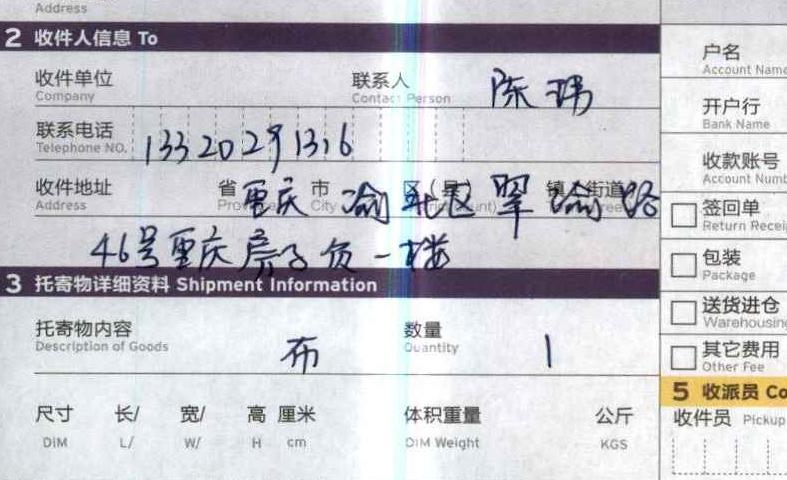 Address
2 收件人信息 To
户名
Account Name
收件单位 联系人 陈玮
Company Contact Person
开户行
Bank Name
联系电话 13320291316
Telephone NO.
收款账号
Account Numb
收件地址 省 重庆 市 渝北区 区(县) 翠渝路 镇/街道
Address Province City
46号重庆房子负一楼
签回单
Return Recei
包装
Package
3 托寄物详细资料 Shipment Information
送货进仓
Warehousing
托寄物内容 布 数量 1
Description of Goods Quantity
其它费用
Other Fee
5 收派员 Co
尺寸 长/ 宽/ 高 厘米 体积重量 公斤
DIM L/ W/ H cm DIM Weight KGS
收件员 Pickup